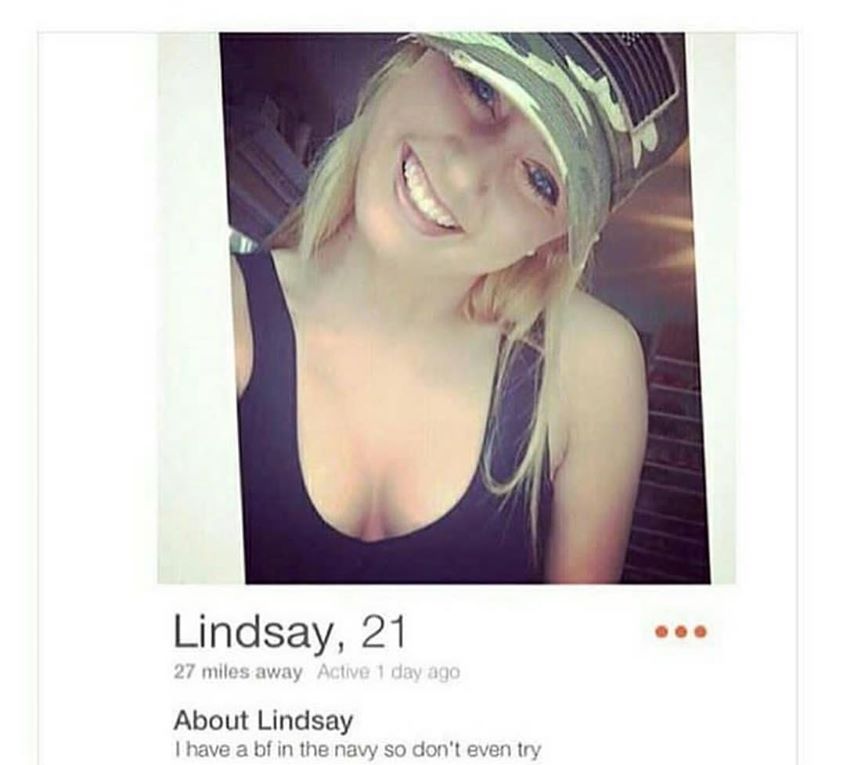 Lindsay, 21
27 miles away Active 1 day ago
About Lindsay
I have a bf in the navy so don't even try